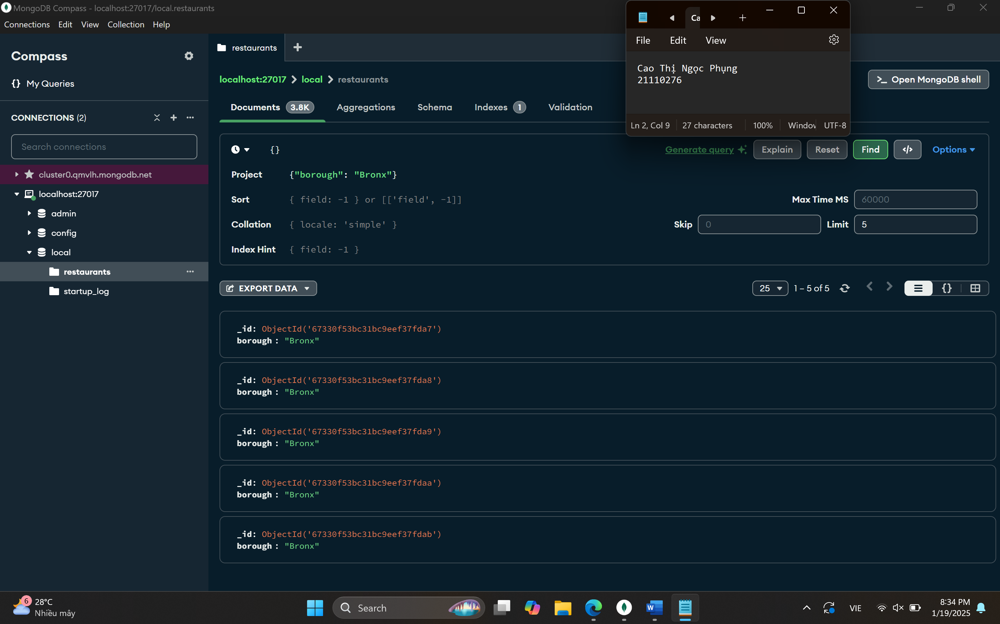 MongoDB Compass - localhost:27017/local.restaurants
Connections Edit View Collection Help
Compass
{} My Queries
CONNECTIONS (2)
Search connections
cluster0.qmvlh.mongodb.net
localhost:27017
admin
config
local
restaurants
startup_log
restaurants
localhost:27017 > local > restaurants
>_ Open MongoDB shell
Documents 3.8K Aggregations Schema Indexes 1 Validation
Ca
File Edit View
Cao Thị Ngọc Phụng
21110276
Ln 2, Col 9 27 characters 100% Window UTF-8
{} Generate query Explain Reset Find </> Options
Project {"borough": "Bronx"}
Sort { field: -1 } or [['field', -1]] Max Time MS 60000
Collation { locale: 'simple' } Skip 0 Limit 5
Index Hint { field: -1 }
EXPORT DATA 25 1 – 5 of 5 {}
_id: ObjectId('67330f53bc31bc9eef37fda7')
borough : "Bronx"
_id: ObjectId('67330f53bc31bc9eef37fda8')
borough : "Bronx"
_id: ObjectId('67330f53bc31bc9eef37fda9')
borough : "Bronx"
_id: ObjectId('67330f53bc31bc9eef37fdaa')
borough : "Bronx"
_id: ObjectId('67330f53bc31bc9eef37fdab')
borough : "Bronx"
6 28°C
Nhiều mây
Search
W
VIE
8:34 PM
1/19/2025